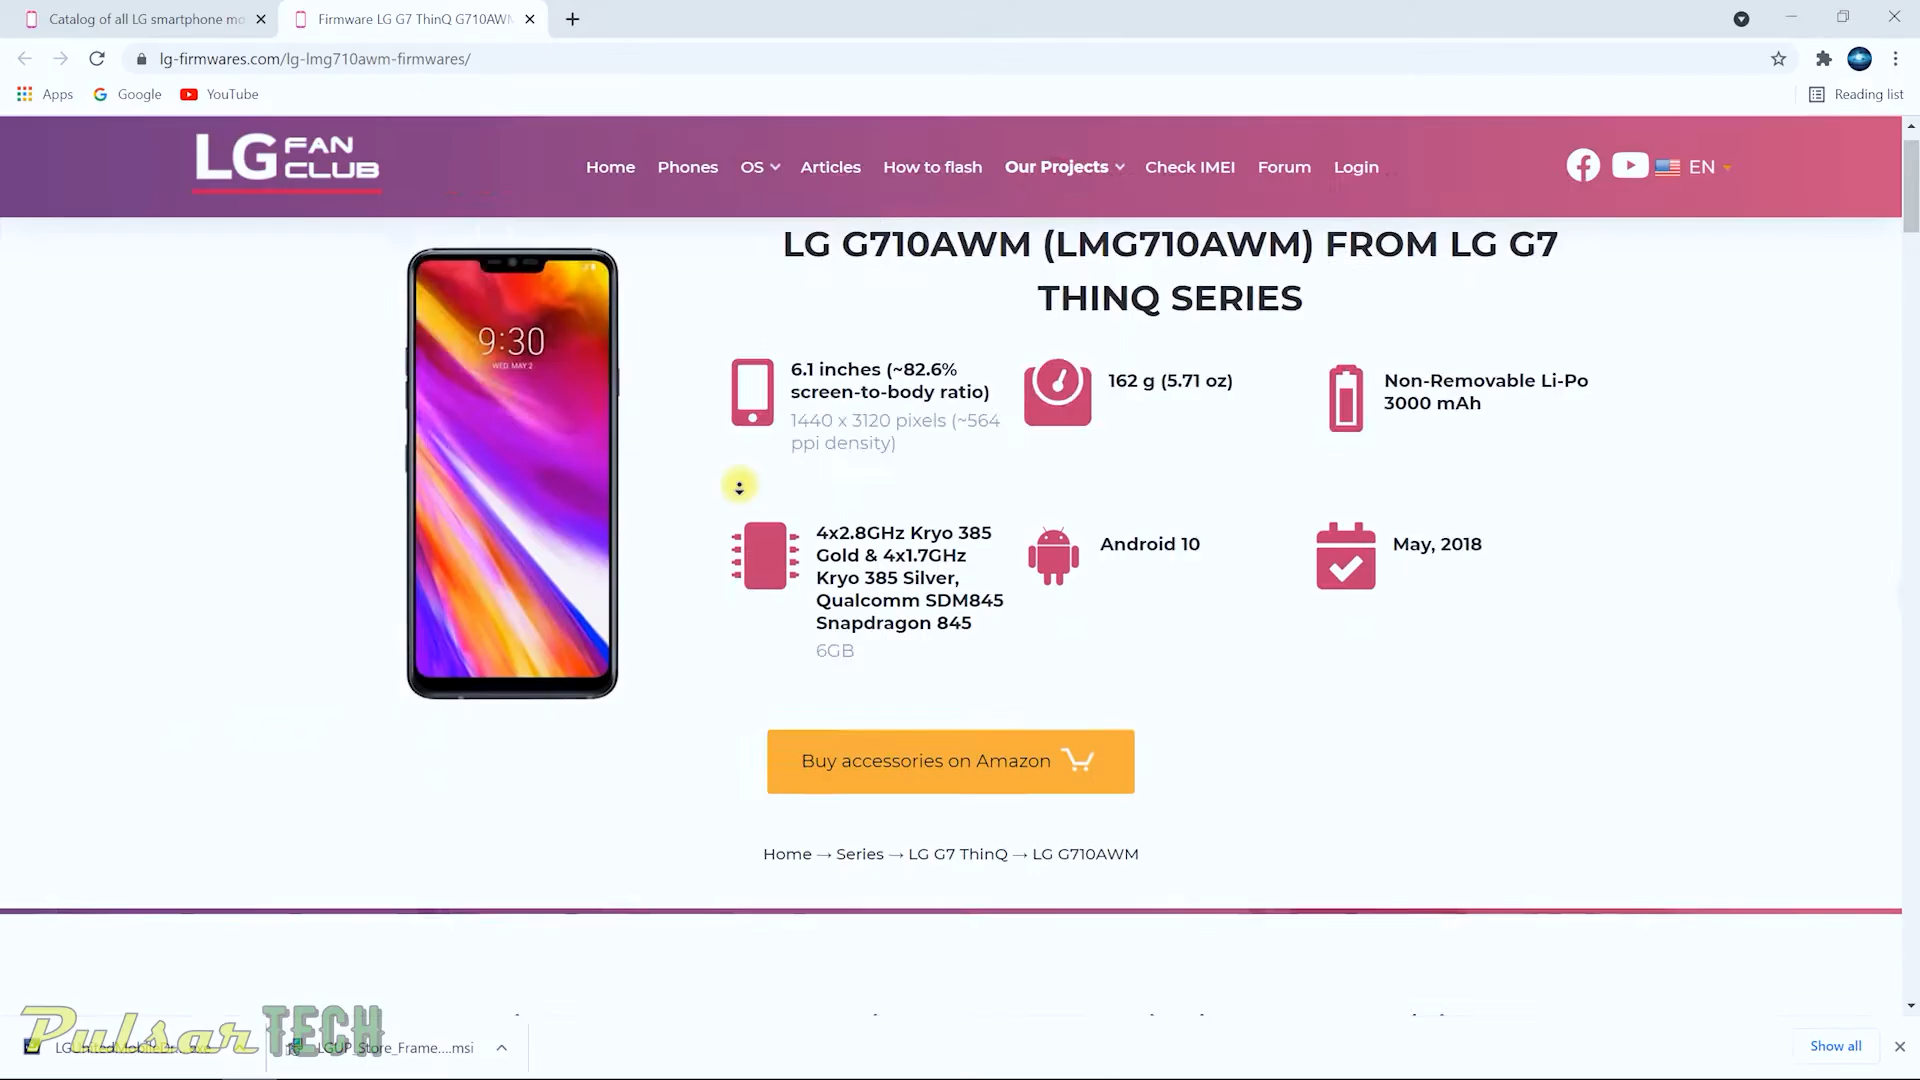 Catalog of all LG smartphone mo
Firmware LG G7 ThinQ G710AWM
lg-firmwares.com/lg-lmg710awm-firmwares/
Apps
Google
YouTube
Reading list
LG FAN CLUB
Home
Phones
OS
Articles
How to flash
Our Projects
Check IMEI
Forum
Login
EN
LG G710AWM (LMG710AWM) FROM LG G7
THINQ SERIES
9:30
WED, MAY 2
6.1 inches (~82.6%
screen-to-body ratio)
1440 x 3120 pixels (~564
ppi density)
162 g (5.71 oz)
Non-Removable Li-Po
3000 mAh
4x2.8GHz Kryo 385
Gold & 4x1.7GHz
Kryo 385 Silver,
Qualcomm SDM845
Snapdragon 845
6GB
Android 10
May, 2018
Buy accessories on Amazon
Home → Series → LG G7 ThinQ → LG G710AWM
Pulsar TECH
LGUP_Store_Frame....msi
Show all